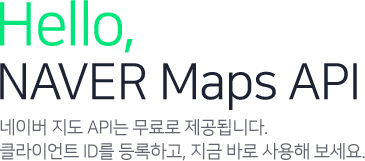 Hello,
NAVER Maps API
네이버 지도 API는 무료로 제공됩니다.
클라이언트 ID를 등록하고, 지금 바로 사용해 보세요.